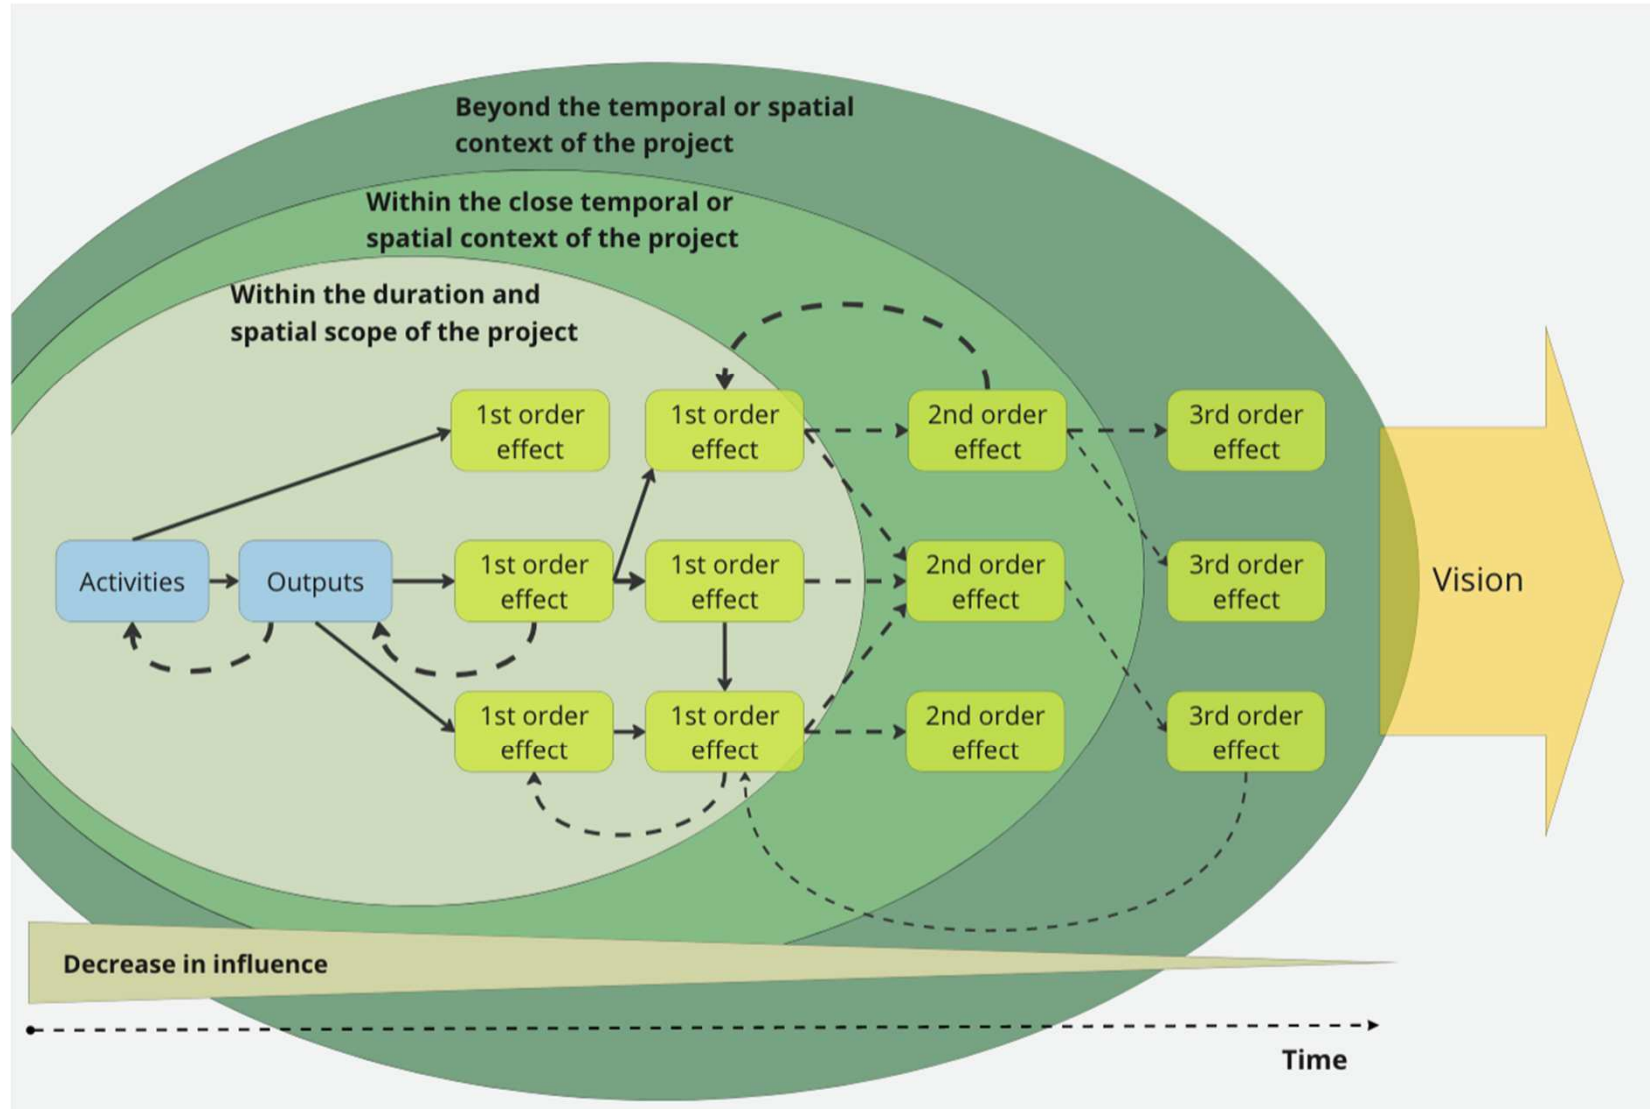 Beyond the temporal or spatial
context of the project
Within the close temporal or
spatial context of the project
Within the duration and
spatial scope of the project
1st order
effect
1st order
effect
2nd order
effect
3rd order
effect
Activities
Outputs
1st order
effect
1st order
effect
2nd order
effect
3rd order
effect
Vision
1st order
effect
1st order
effect
2nd order
effect
3rd order
effect
Decrease in influence
Time